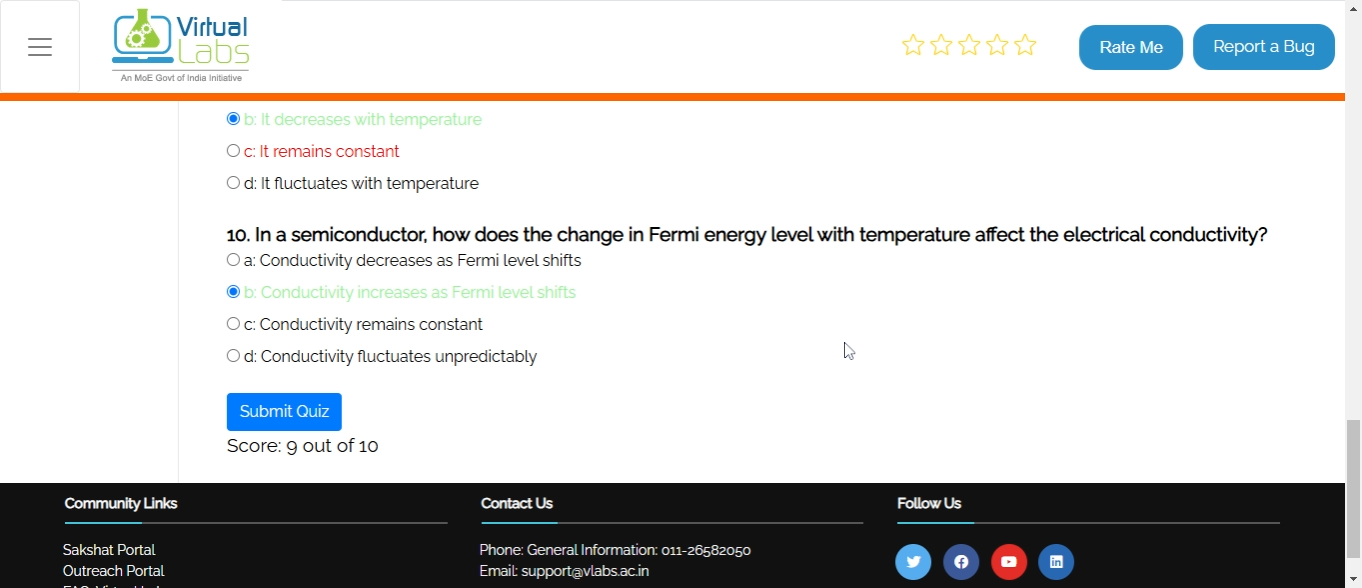 Virtual
Labs
An MoE Govt of India Initiative
Rate Me
Report a Bug
b: It decreases with temperature
c: It remains constant
d: It fluctuates with temperature
10. In a semiconductor, how does the change in Fermi energy level with temperature affect the electrical conductivity?
a: Conductivity decreases as Fermi level shifts
b: Conductivity increases as Fermi level shifts
c: Conductivity remains constant
d: Conductivity fluctuates unpredictably
Submit Quiz
Score: 9 out of 10
Community Links
Sakshat Portal
Outreach Portal
Contact Us
Phone: General Information: 011-26582050
Email: support@vlabs.ac.in
Follow Us